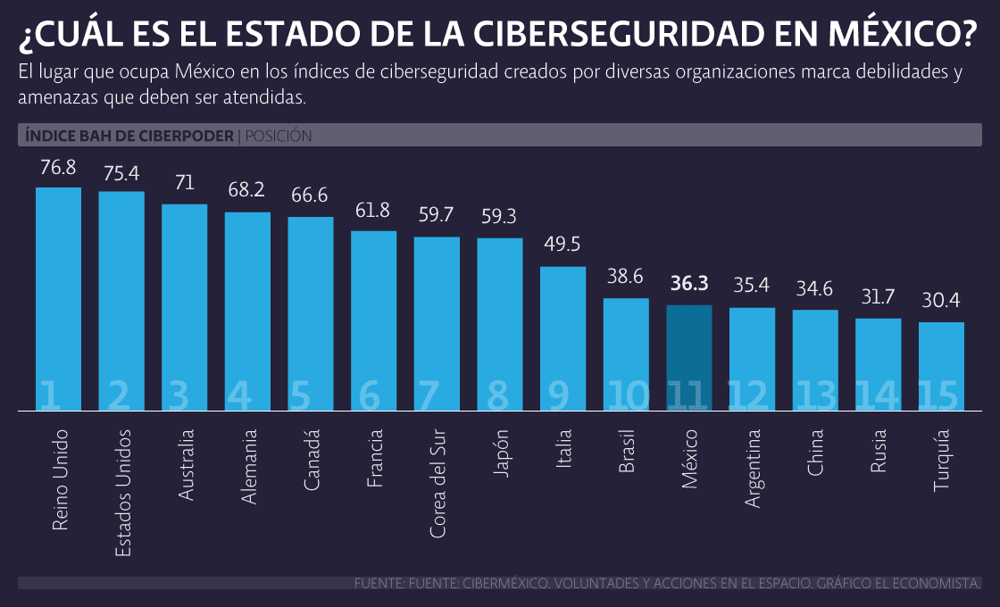 ¿CUÁL ES EL ESTADO DE LA CIBERSEGURIDAD EN MÉXICO?
El lugar que ocupa México en los índices de ciberseguridad creados por diversas organizaciones marca debilidades y
amenazas que deben ser atendidas.
ÍNDICE BAH DE CIBERPODER | POSICIÓN
76.8 75.4 71 68.2 66.6 61.8 59.7 59.3 49.5 38.6 36.3 35.4 34.6 31.7 30.4
1 2 3 4 5 6 7 8 9 10 11 12 13 14 15
Reino Unido
Estados Unidos
Australia
Alemania
Canadá
Francia
Corea del Sur
Japón
Italia
Brasil
México
Argentina
China
Rusia
Turquía
FUENTE: FUENTE: CIBERMÉXICO. VOLUNTADES Y ACCIONES EN EL ESPACIO. GRÁFICO EL ECONOMISTA.